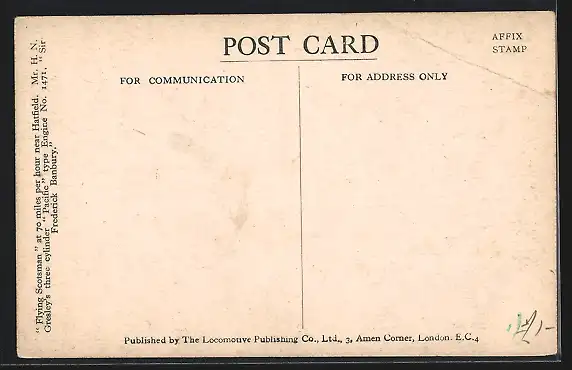 POST CARD
AFFIX
STAMP
FOR COMMUNICATION
FOR ADDRESS ONLY
"Flying Scotsman" at 70 miles per hour near Hatfield. Mr. H. N.
Gresley's three cylinder "Pacific" type Engine No. 1471, "Sir
Frederick Banbury."
Published by The Locomotive Publishing Co., Ltd., 3, Amen Corner, London. E.C.4